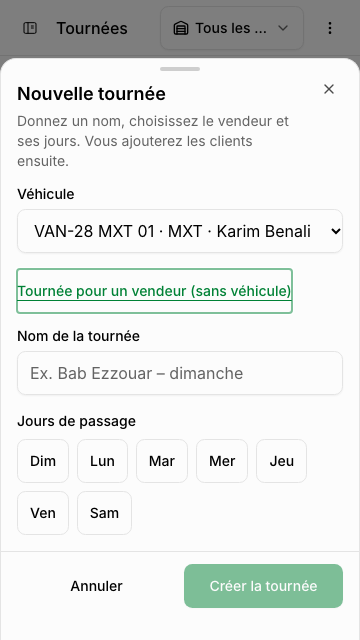 Tournées
Tous les ...
Nouvelle tournée
Donnez un nom, choisissez le vendeur et
ses jours. Vous ajouterez les clients
ensuite.
Véhicule
VAN-28 MXT 01 · MXT · Karim Benali
Tournée pour un vendeur (sans véhicule)
Nom de la tournée
Ex. Bab Ezzouar – dimanche
Jours de passage
Dim Lun Mar Mer Jeu
Ven Sam
Annuler Créer la tournée